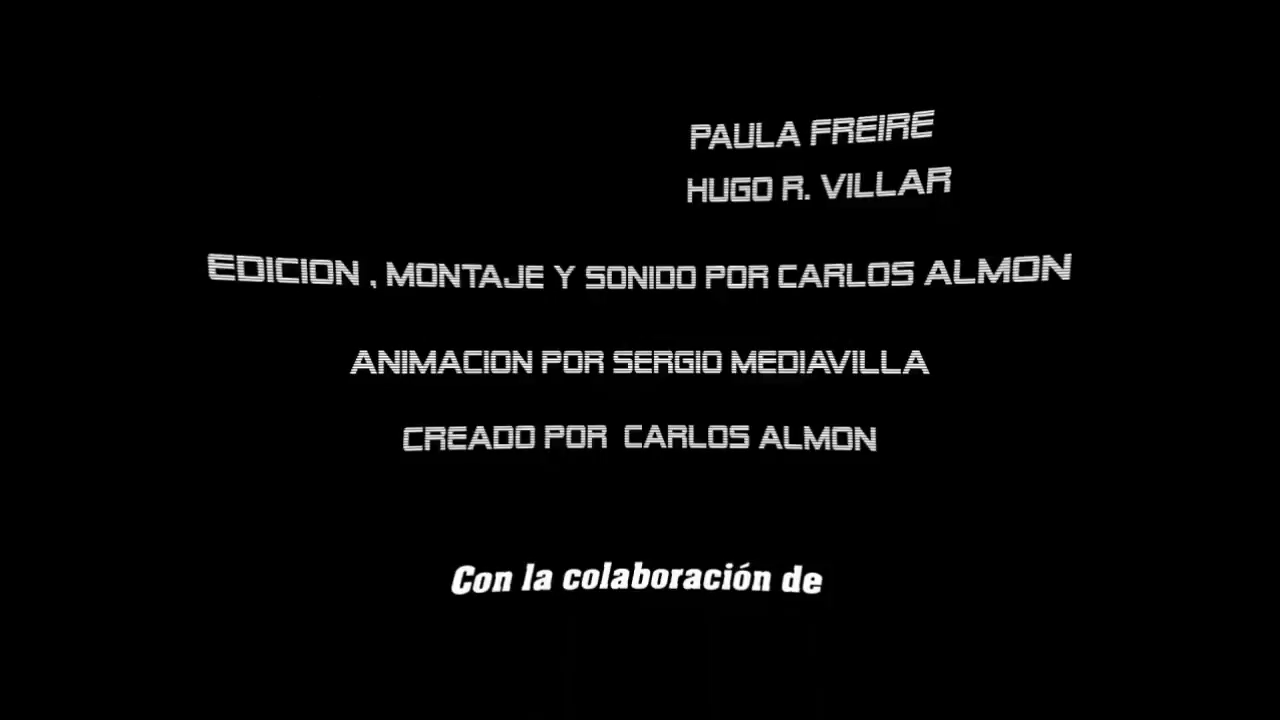 PAULA FREIRE
HUGO R. VILLAR
EDICION , MONTAJE Y SONIDO POR CARLOS ALMON
ANIMACION POR SERGIO MEDIAVILLA
CREADO POR CARLOS ALMON
Con la colaboración de